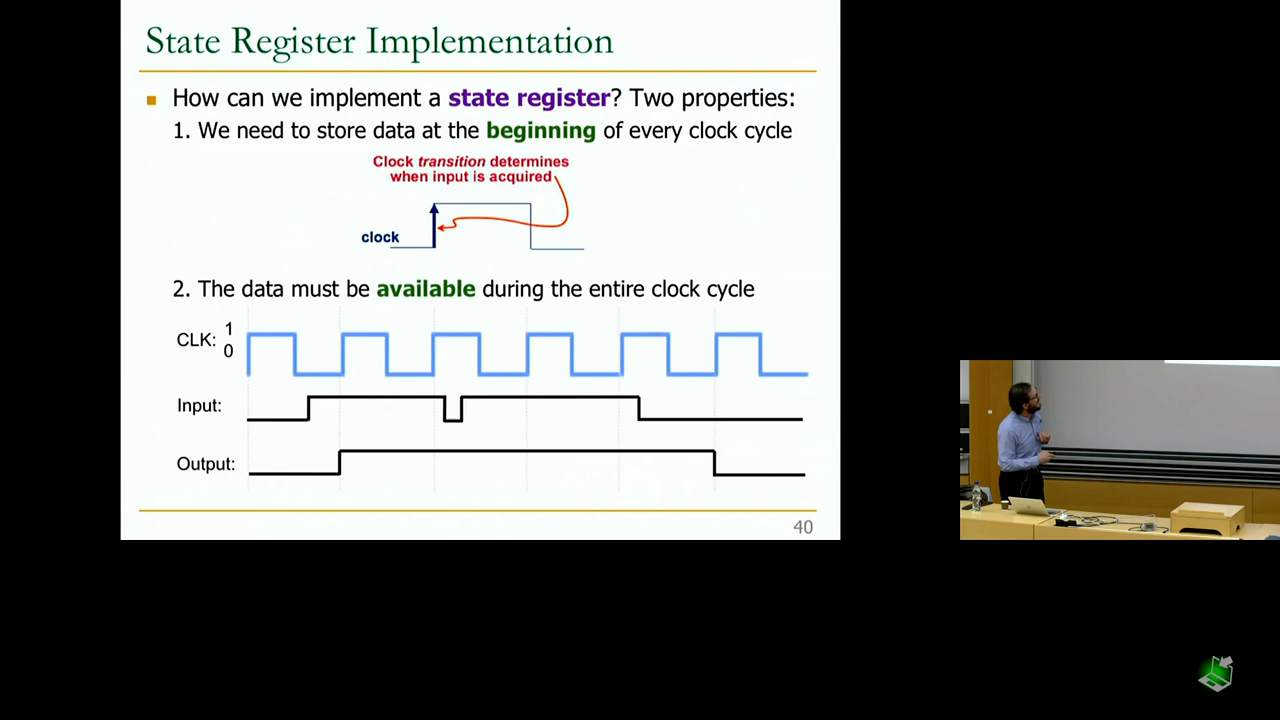 State Register Implementation
How can we implement a state register? Two properties:
1. We need to store data at the beginning of every clock cycle
Clock transition determines
when input is acquired
clock
2. The data must be available during the entire clock cycle
CLK: 1
0
Input:
Output:
40